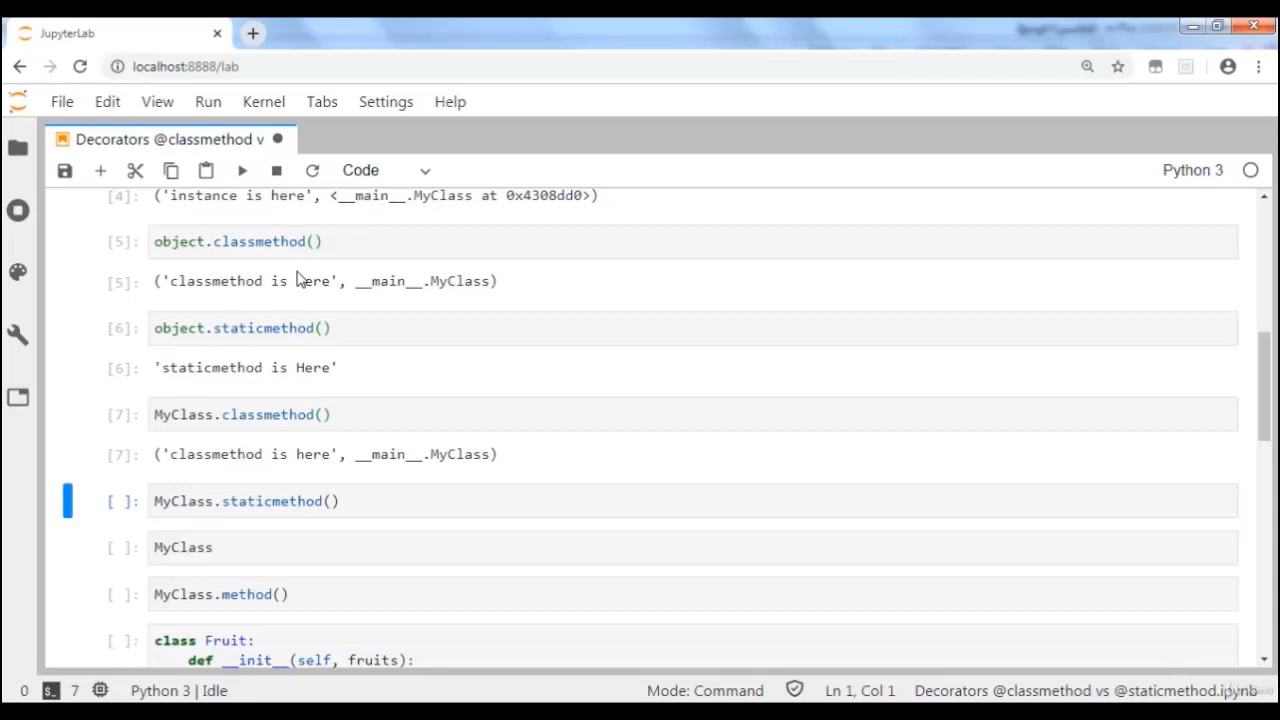 JupyterLab
localhost:8888/lab
File Edit View Run Kernel Tabs Settings Help
Decorators @classmethod v
Code
Python 3
[4]: ('instance is here', <__main__.MyClass at 0x4308dd0>)
[5]: object.classmethod()
[5]: ('classmethod is here', __main__.MyClass)
[6]: object.staticmethod()
[6]: 'staticmethod is Here'
[7]: MyClass.classmethod()
[7]: ('classmethod is here', __main__.MyClass)
[ ]: MyClass.staticmethod()
[ ]: MyClass
[ ]: MyClass.method()
[ ]: class Fruit:
def __init__(self, fruits):
0 7 Python 3 | Idle Mode: Command Ln 1, Col 1 Decorators @classmethod vs @staticmethod.ipynb